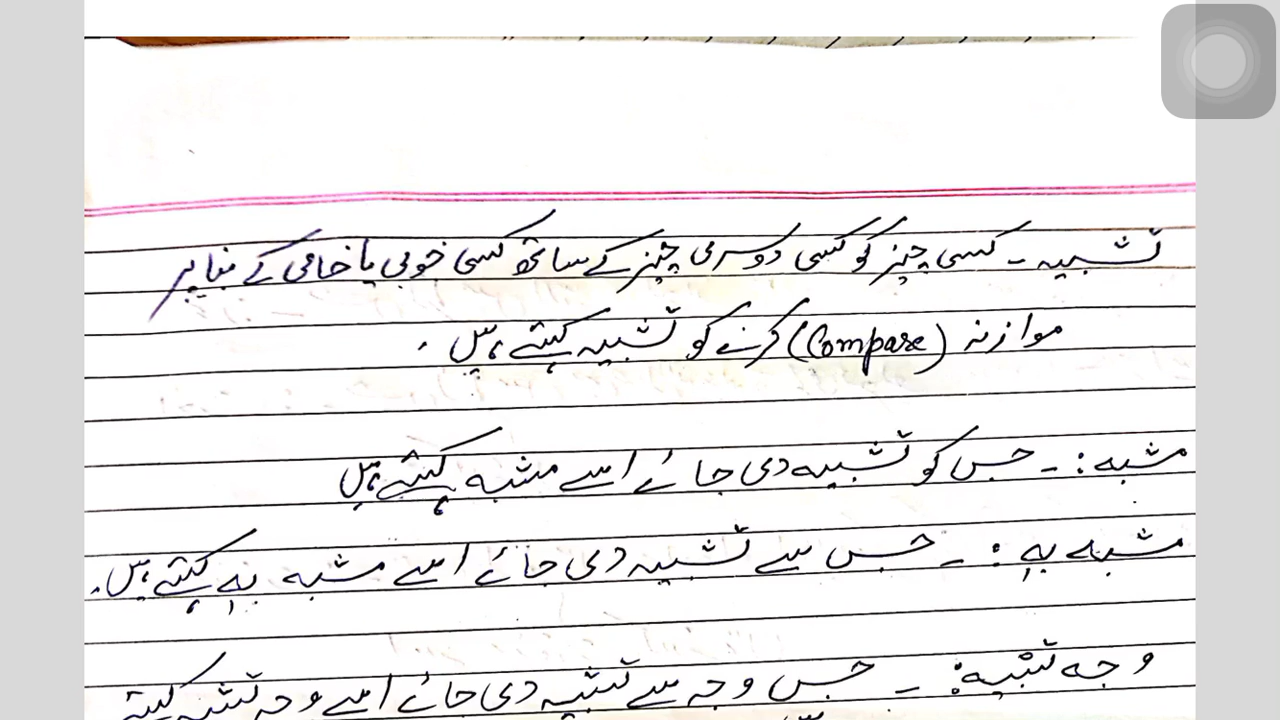 تشبیہ ۔ کسی چیز کو کسی دوسری چیز کے ساتھ کسی خوبی یا خامی کے بنا پر
موازنہ (Compare) کرنے کو تشبیہ کہتے ہیں ۔
مشبہ :۔ جس کو تشبیہ دی جائے اسے مشبہ کہتے ہیں
مشبہ بہ :۔ جس سے تشبیہ دی جائے اسے مشبہ بہ کہتے ہیں۔
وجہ تشبیہ :۔ جس وجہ سے تشبیہ دی جائے اسے وجہ تشبیہ کہتے